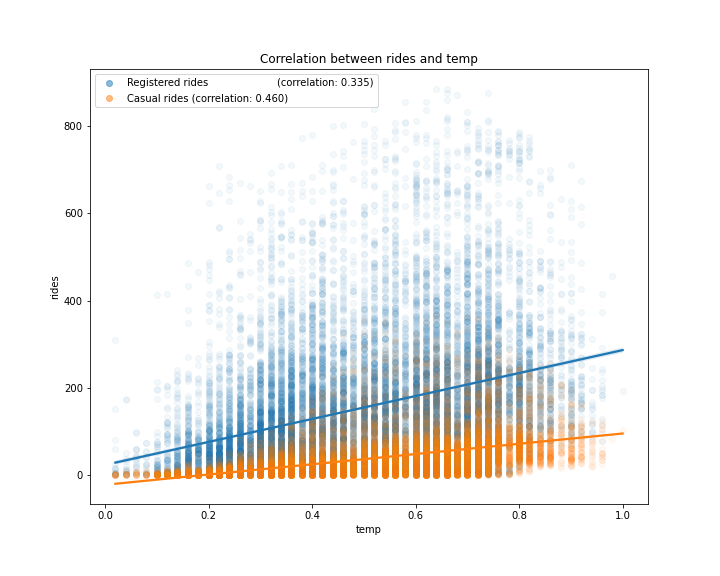 Correlation between rides and temp
Registered rides (correlation: 0.335)
Casual rides (correlation: 0.460)
800
600
400
200
0
rides
0.0 0.2 0.4 0.6 0.8 1.0
temp